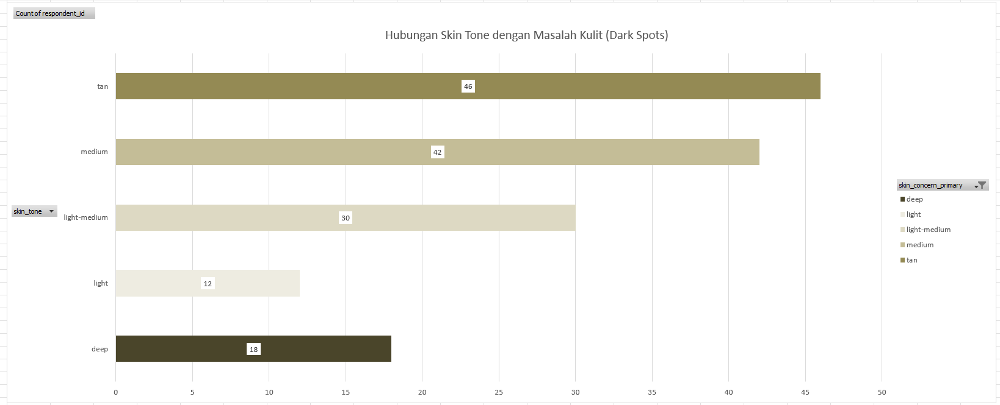 Count of respondent_id
Hubungan Skin Tone dengan Masalah Kulit (Dark Spots)
tan
46
medium
42
skin_tone
light-medium
30
light
12
deep
18
0 5 10 15 20 25 30 35 40 45 50
skin_concern_primary
deep
light
light-medium
medium
tan